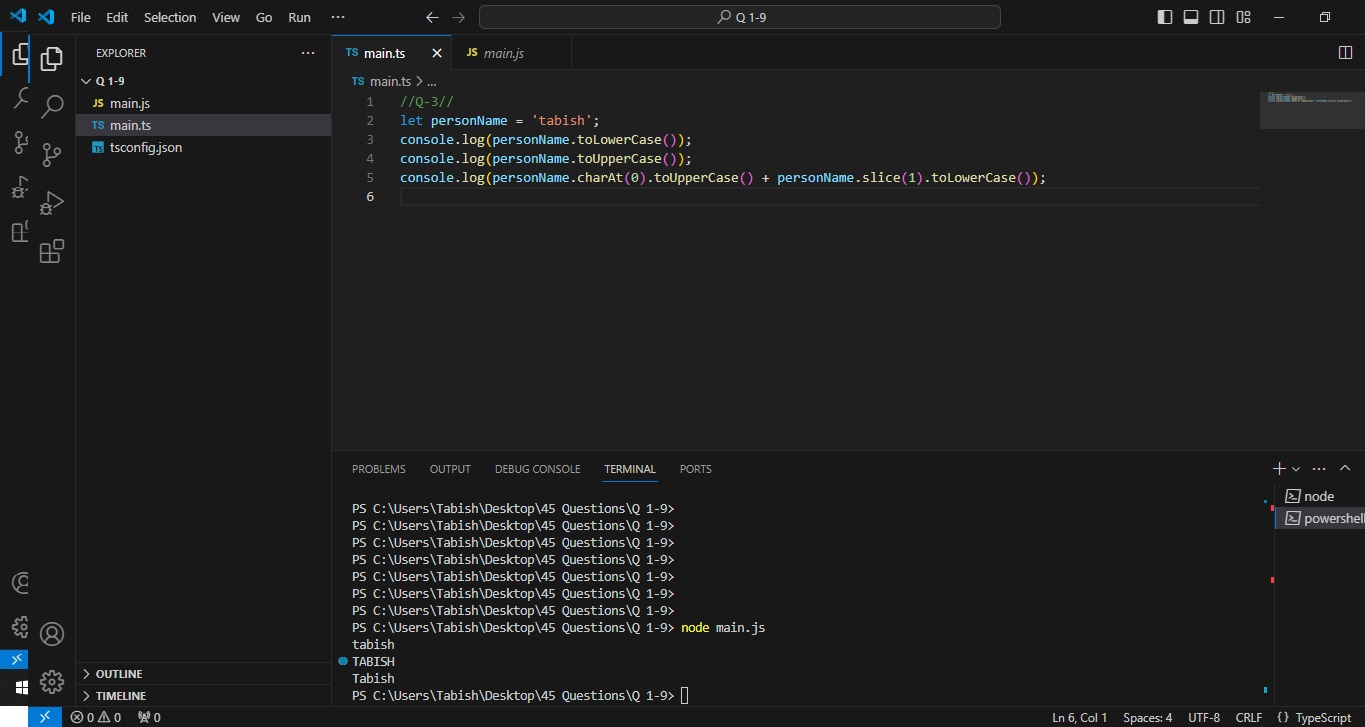 File Edit Selection View Go Run ···
Q 1-9
EXPLORER ···
Q 1-9
JS main.js
TS main.ts
TS tsconfig.json
OUTLINE
TIMELINE
TS main.ts JS main.js
TS main.ts > ...
1 //Q-3//
2 let personName = 'tabish';
3 console.log(personName.toLowerCase());
4 console.log(personName.toUpperCase());
5 console.log(personName.charAt(0).toUpperCase() + personName.slice(1).toLowerCase());
6
PROBLEMS OUTPUT DEBUG CONSOLE TERMINAL PORTS
PS C:\Users\Tabish\Desktop\45 Questions\Q 1-9>
PS C:\Users\Tabish\Desktop\45 Questions\Q 1-9>
PS C:\Users\Tabish\Desktop\45 Questions\Q 1-9>
PS C:\Users\Tabish\Desktop\45 Questions\Q 1-9>
PS C:\Users\Tabish\Desktop\45 Questions\Q 1-9>
PS C:\Users\Tabish\Desktop\45 Questions\Q 1-9>
PS C:\Users\Tabish\Desktop\45 Questions\Q 1-9>
PS C:\Users\Tabish\Desktop\45 Questions\Q 1-9> node main.js
tabish
TABISH
Tabish
PS C:\Users\Tabish\Desktop\45 Questions\Q 1-9>
node
powershell
0 0 0
Ln 6, Col 1 Spaces: 4 UTF-8 CRLF {} TypeScript